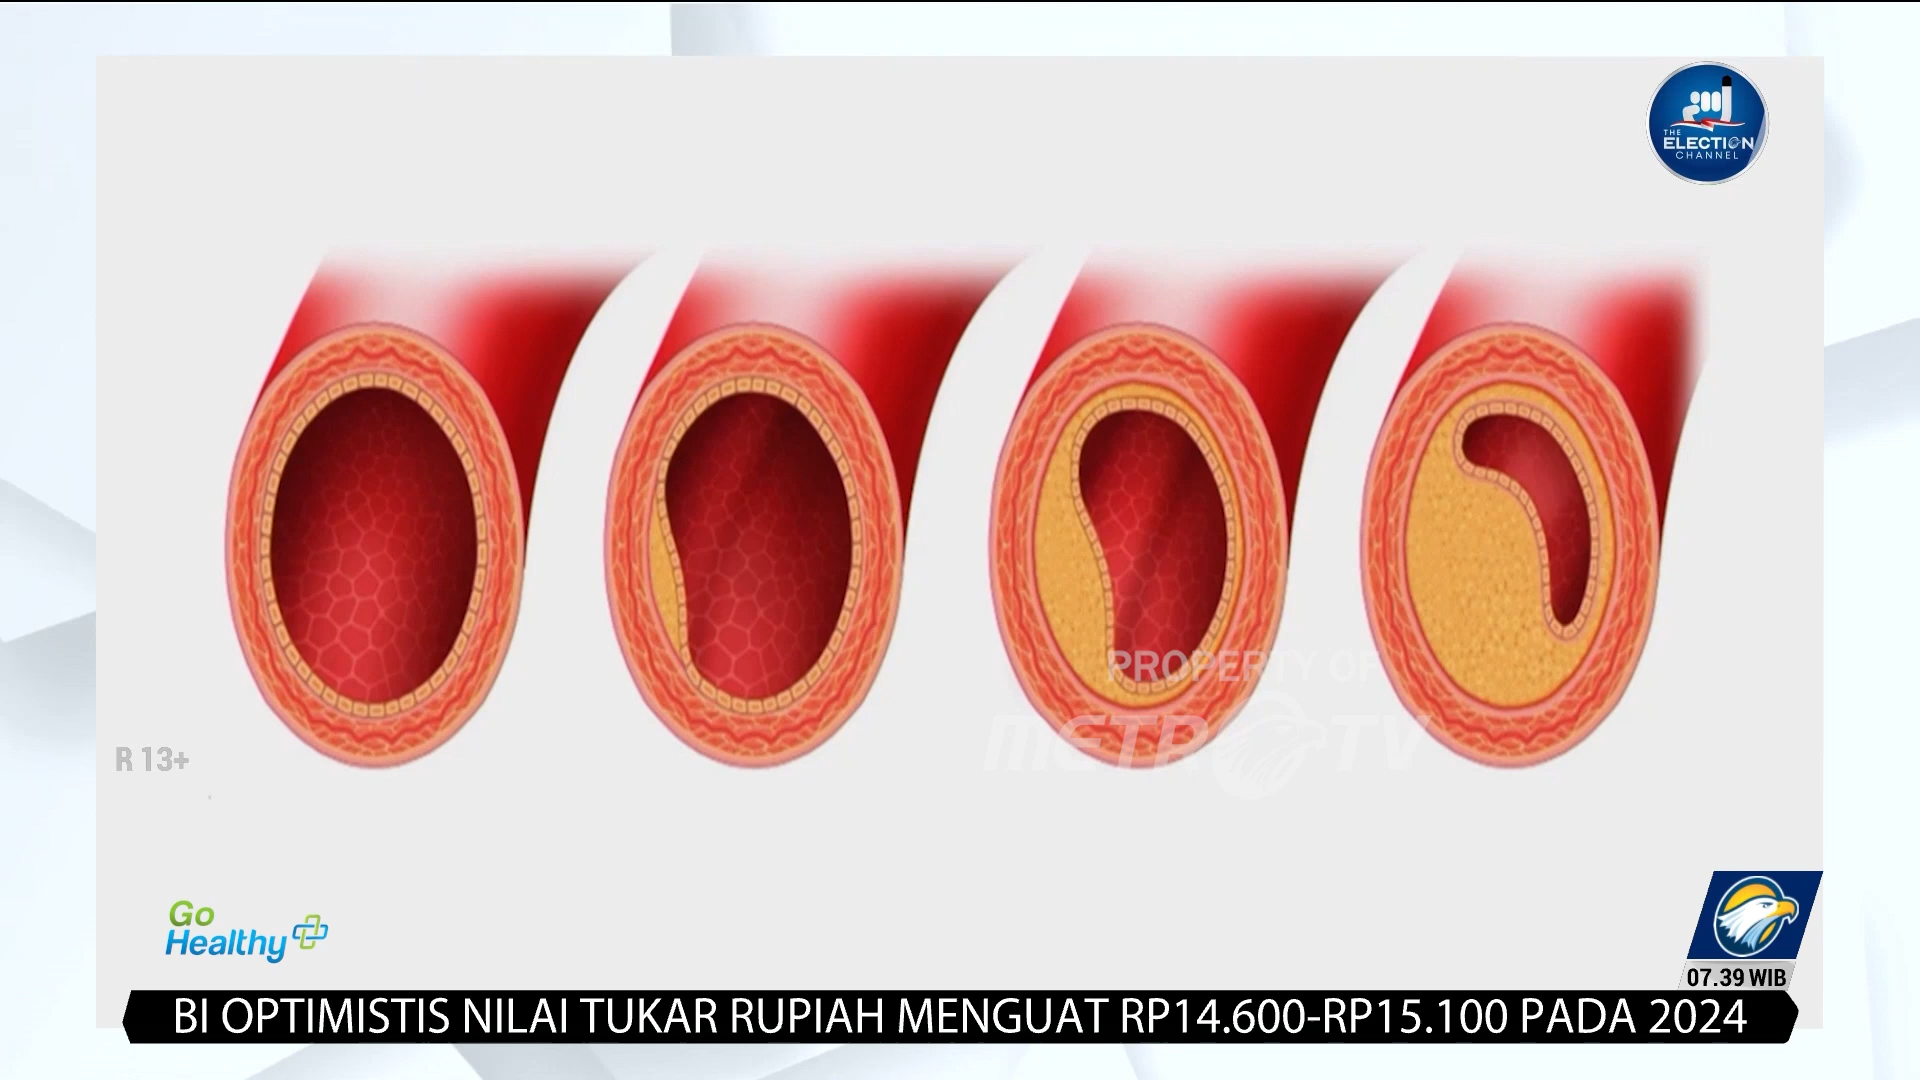 THE
ELECTION
CHANNEL
PROPERTY OF
METRO TV
R 13+
Go
Healthy
07.39 WIB
BI OPTIMISTIS NILAI TUKAR RUPIAH MENGUAT RP14.600-RP15.100 PADA 2024